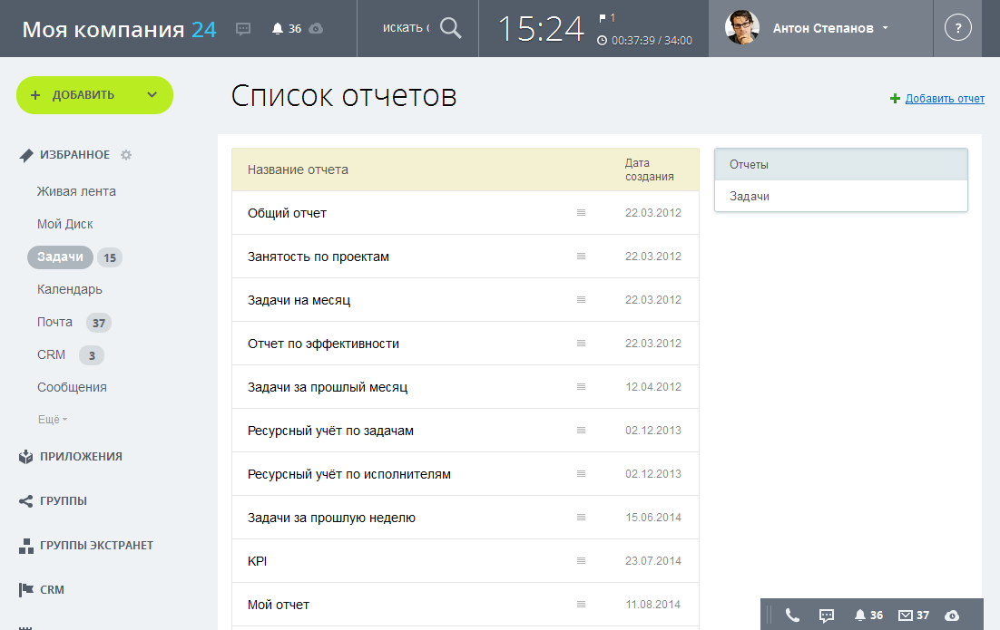 Моя компания 24
36
искать
15:24
1
00:37:39 / 34:00
Антон Степанов
?
ДОБАВИТЬ
Список отчетов
Добавить отчет
ИЗБРАННОЕ
Живая лента
Мой Диск
Задачи 15
Календарь
Почта 37
CRM 3
Сообщения
Ещё
ПРИЛОЖЕНИЯ
ГРУППЫ
ГРУППЫ ЭКСТРАНЕТ
CRM
Название отчета
Дата
создания
Общий отчет 22.03.2012
Занятость по проектам 22.03.2012
Задачи на месяц 22.03.2012
Отчет по эффективности 22.03.2012
Задачи за прошлый месяц 12.04.2012
Ресурсный учёт по задачам 02.12.2013
Ресурсный учёт по исполнителям 02.12.2013
Задачи за прошлую неделю 15.06.2014
KPI 23.07.2014
Мой отчет 11.08.2014
Отчеты
Задачи
36 37